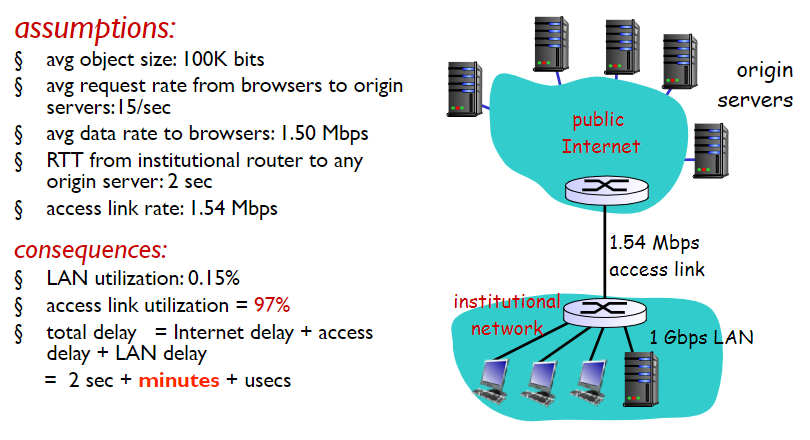 assumptions:
§ avg object size: 100K bits
§ avg request rate from browsers to origin
servers:15/sec
§ avg data rate to browsers: 1.50 Mbps
§ RTT from institutional router to any
origin server: 2 sec
§ access link rate: 1.54 Mbps
consequences:
§ LAN utilization: 0.15%
§ access link utilization = 97%
§ total delay = Internet delay + access
delay + LAN delay
= 2 sec + minutes + usecs
origin
servers
public
Internet
1.54 Mbps
access link
institutional
network
1 Gbps LAN